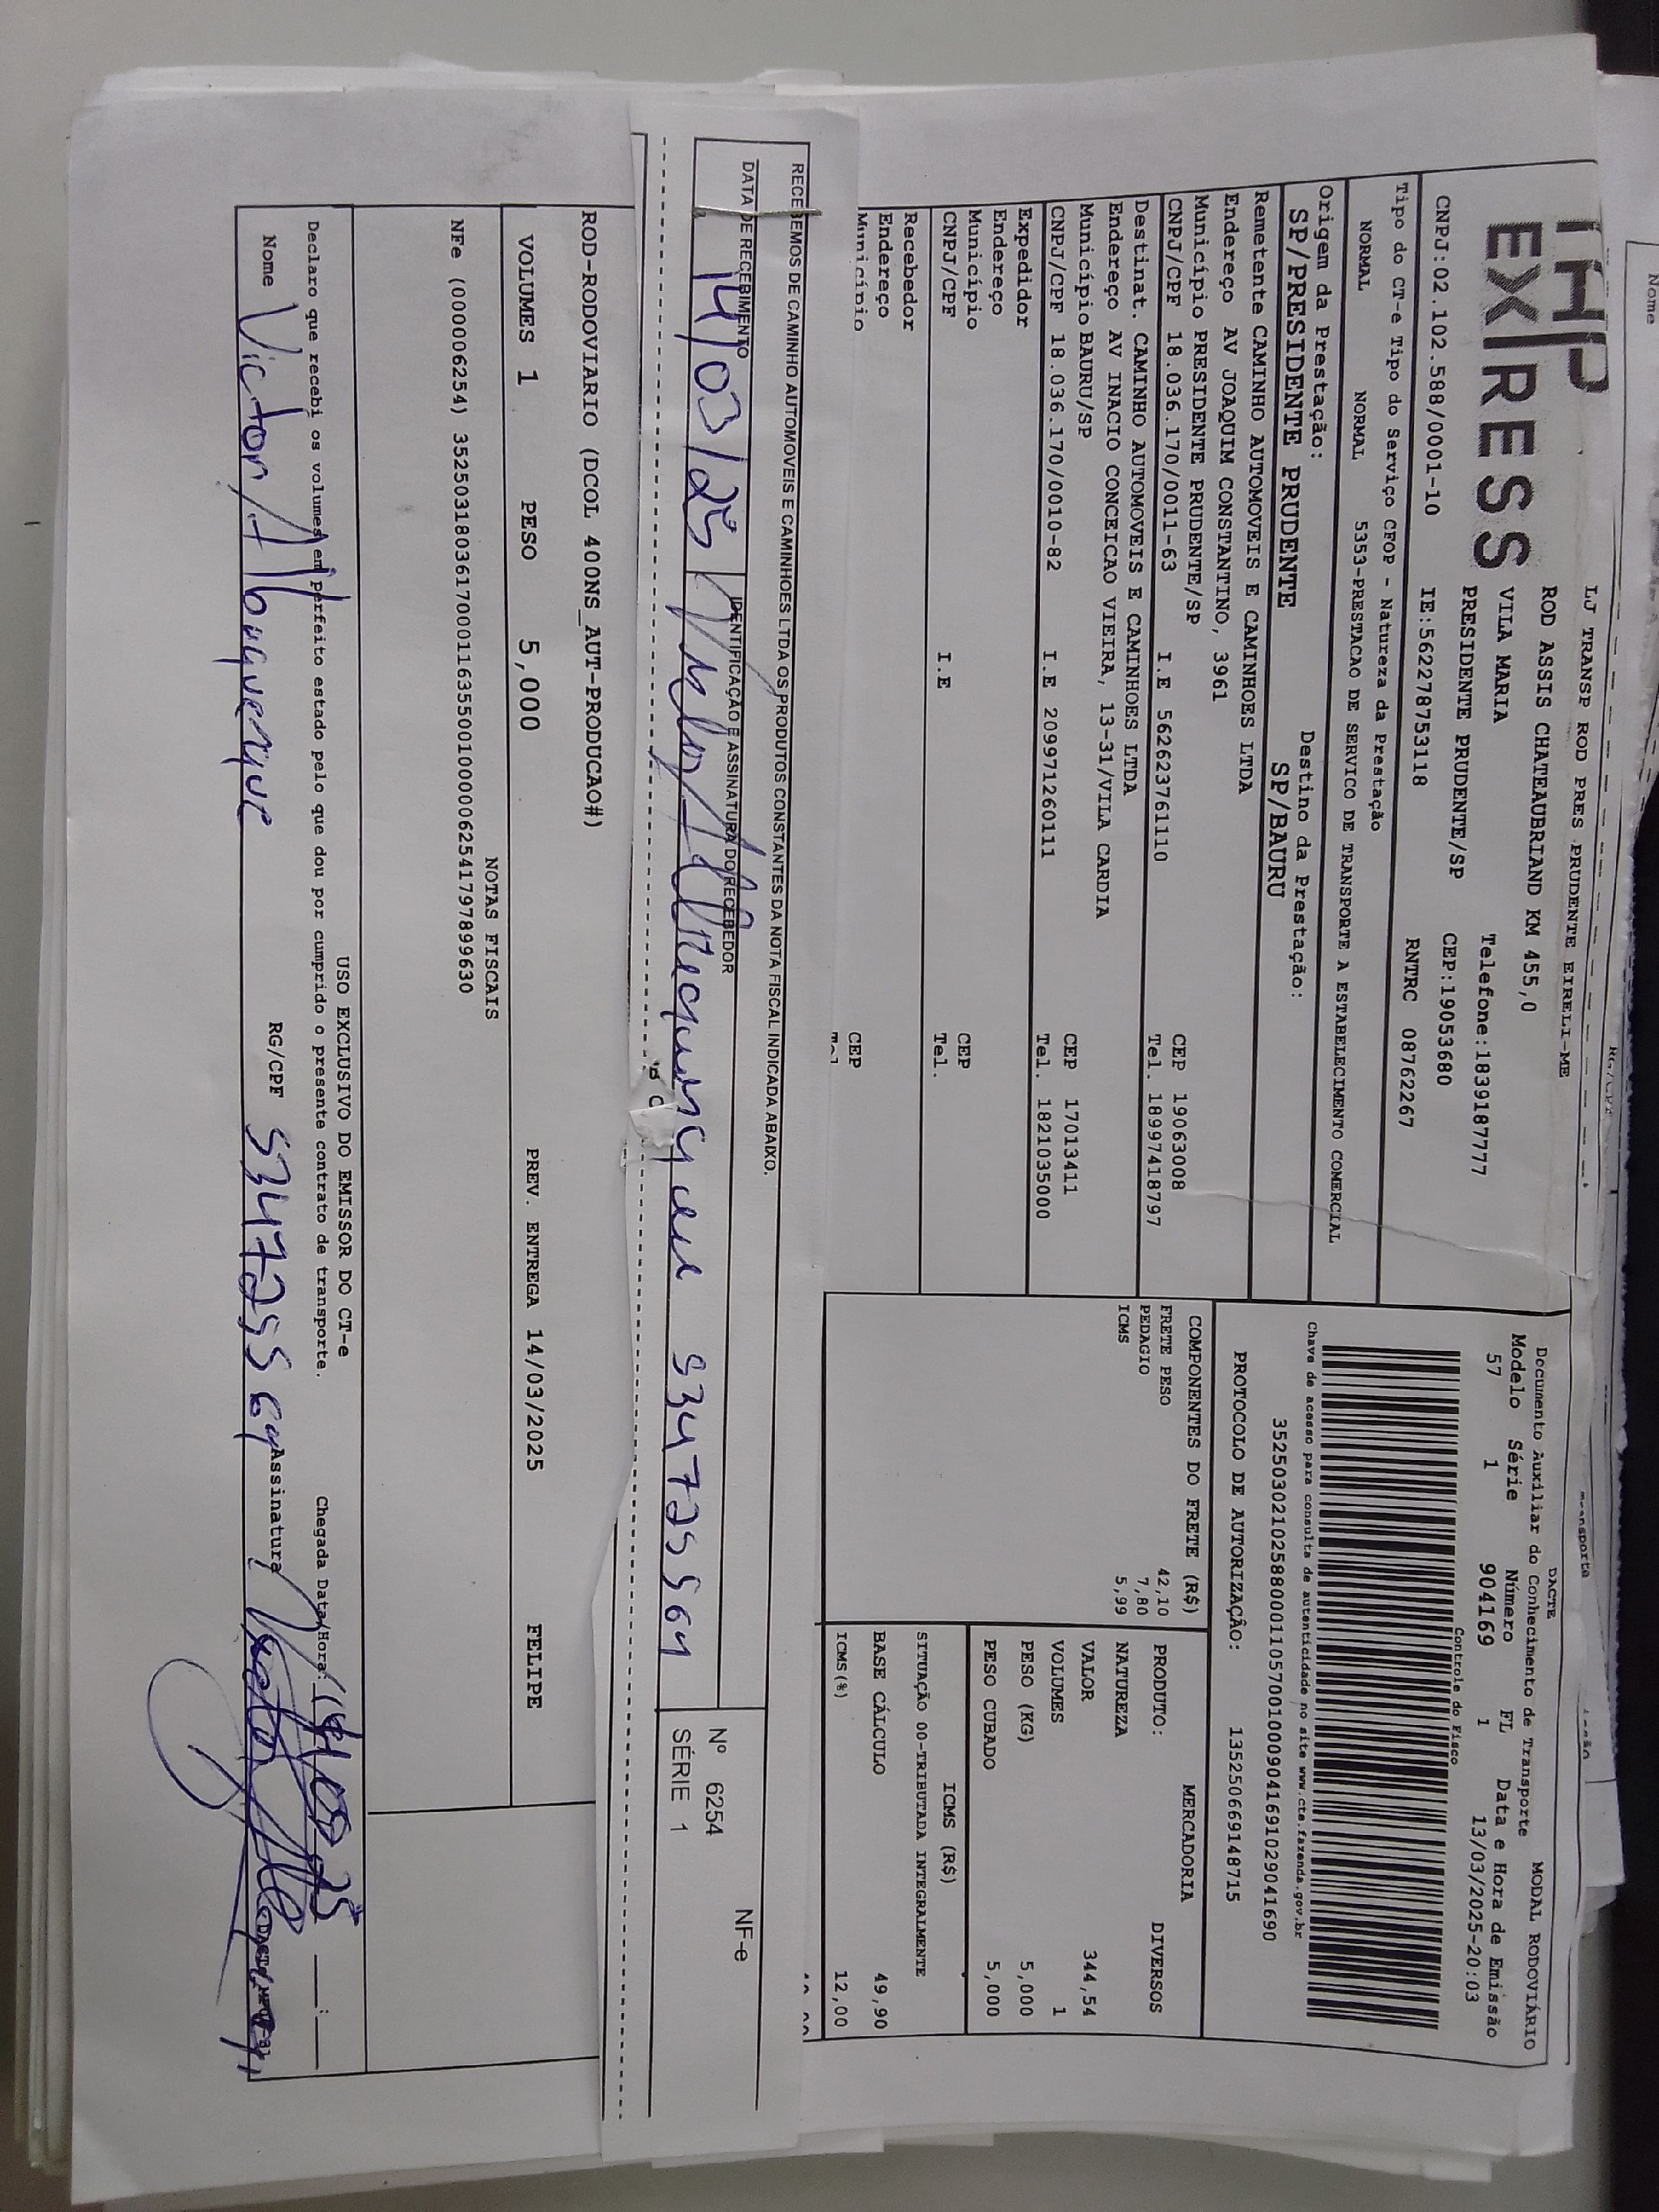 Nome
THP
EXPRESS
LJ TRANSP ROD PRES.PRUDENTE EIRELI-ME
ROD ASSIS CHATEAUBRIAND KM 455,0
VILA MARIA Telefone:1839187777
PRESIDENTE PRUDENTE/SP CEP:19053680
CNPJ:02.102.588/0001-10 IE:562278753118 RNTRC 08762267
Tipo do CT-e Tipo do Serviço CFOP - Natureza da Prestação
NORMAL NORMAL 5353-PRESTACAO DE SERVICO DE TRANSPORTE A ESTABELECIMENTO COMERCIAL
Origem da Prestação: Destino da Prestação:
SP/PRESIDENTE PRUDENTE SP/BAURU
Remetente CAMINHO AUTOMOVEIS E CAMINHOES LTDA
Endereço AV JOAQUIM CONSTANTINO, 3961
Município PRESIDENTE PRUDENTE/SP CEP 19063008
CNPJ/CPF 18.036.170/0011-63 I.E 562623761110 Tel. 18997418797
Destinat. CAMINHO AUTOMOVEIS E CAMINHOES LTDA
Endereço AV INACIO CONCEICAO VIEIRA, 13-31/VILA CARDIA
Município BAURU/SP CEP 17013411
CNPJ/CPF 18.036.170/0010-82 I.E 209971260111 Tel. 1821035000
Expedidor
Endereço
Município CEP
CNPJ/CPF I.E Tel.
Recebedor
Endereço
Município CEP
Tel
DACTE MODAL RODOVIÁRIO
Documento Auxiliar do Conhecimento de Transporte
Modelo Série Número FL Data e Hora de Emissão
57 1 904169 1 13/03/2025-20:03
Controle do Fisco
Chave de acesso para consulta de autenticidade no site www.cte.fazenda.gov.br
35250302102588000110570010009041691029041690
PROTOCOLO DE AUTORIZAÇÃO: 135250669148715
COMPONENTES DO FRETE (R$)
FRETE PESO 42,10
PEDAGIO 7,80
ICMS 5,99
MERCADORIA
PRODUTO: DIVERSOS
NATUREZA
VALOR 344,54
VOLUMES 1
PESO (KG) 5,000
PESO CUBADO 5,000
ICMS (R$)
SITUAÇÃO 00-TRIBUTADA INTEGRALMENTE
BASE CÁLCULO 49,90
ICMS(%) 12,00
RECEBEMOS DE CAMINHO AUTOMOVEIS E CAMINHOES LTDA OS PRODUTOS CONSTANTES DA NOTA FISCAL INDICADA ABAIXO.
DATA DE RECEBIMENTO IDENTIFICAÇÃO E ASSINATURA DO RECEBEDOR
14/03/25 534725564
NF-e
Nº 6254
SÉRIE 1
ROD-RODOVIARIO (DCOL 400NS_AUT-PRODUCAO#)
VOLUMES 1 PESO 5,000 PREV. ENTREGA 14/03/2025 FELIPE
NOTAS FISCAIS
NFe (000006254) 35250318036170001163550010000062541797899630
USO EXCLUSIVO DO EMISSOR DO CT-e
Declaro que recebi os volumes em perfeito estado pelo que dou por cumprido o presente contrato de transporte. Chegada Data/Hora: __:__
Nome Victor Albuquerque RG/CPF 534725564 Assinatura